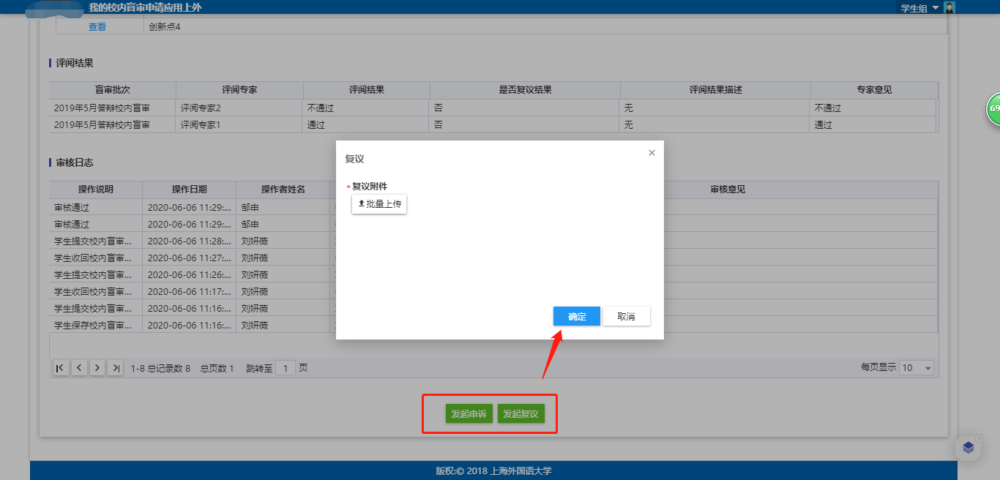 我的校内盲审申请应用上外 学生组
查看 创新点4
评阅结果
盲审批次 评阅专家 评阅结果 是否复议结果 评阅结果描述 专家意见
2019年5月答辩校内盲审 评阅专家2 不通过 否 无 不通过
2019年5月答辩校内盲审 评阅专家1 通过 否 无 通过
69
复议 ×
审核日志
* 复议附件
操作说明 操作日期 操作者姓名 审核意见
批量上传
审核通过 2020-06-06 11:29:... 邹申
审核通过 2020-06-06 11:29:... 邹申
学生提交校内盲审... 2020-06-06 11:28:... 刘妍薇
学生收回校内盲审... 2020-06-06 11:27:... 刘妍薇
学生提交校内盲审... 2020-06-06 11:26:... 刘妍薇
学生收回校内盲审... 2020-06-06 11:17:... 刘妍薇
学生提交校内盲审... 2020-06-06 11:16:... 刘妍薇
确定 取消
学生保存校内盲审... 2020-06-06 11:16:... 刘妍薇
1-8 总记录数 8 总页数 1 跳转至 1 页 每页显示 10
发起申诉 发起复议
版权:© 2018 上海外国语大学